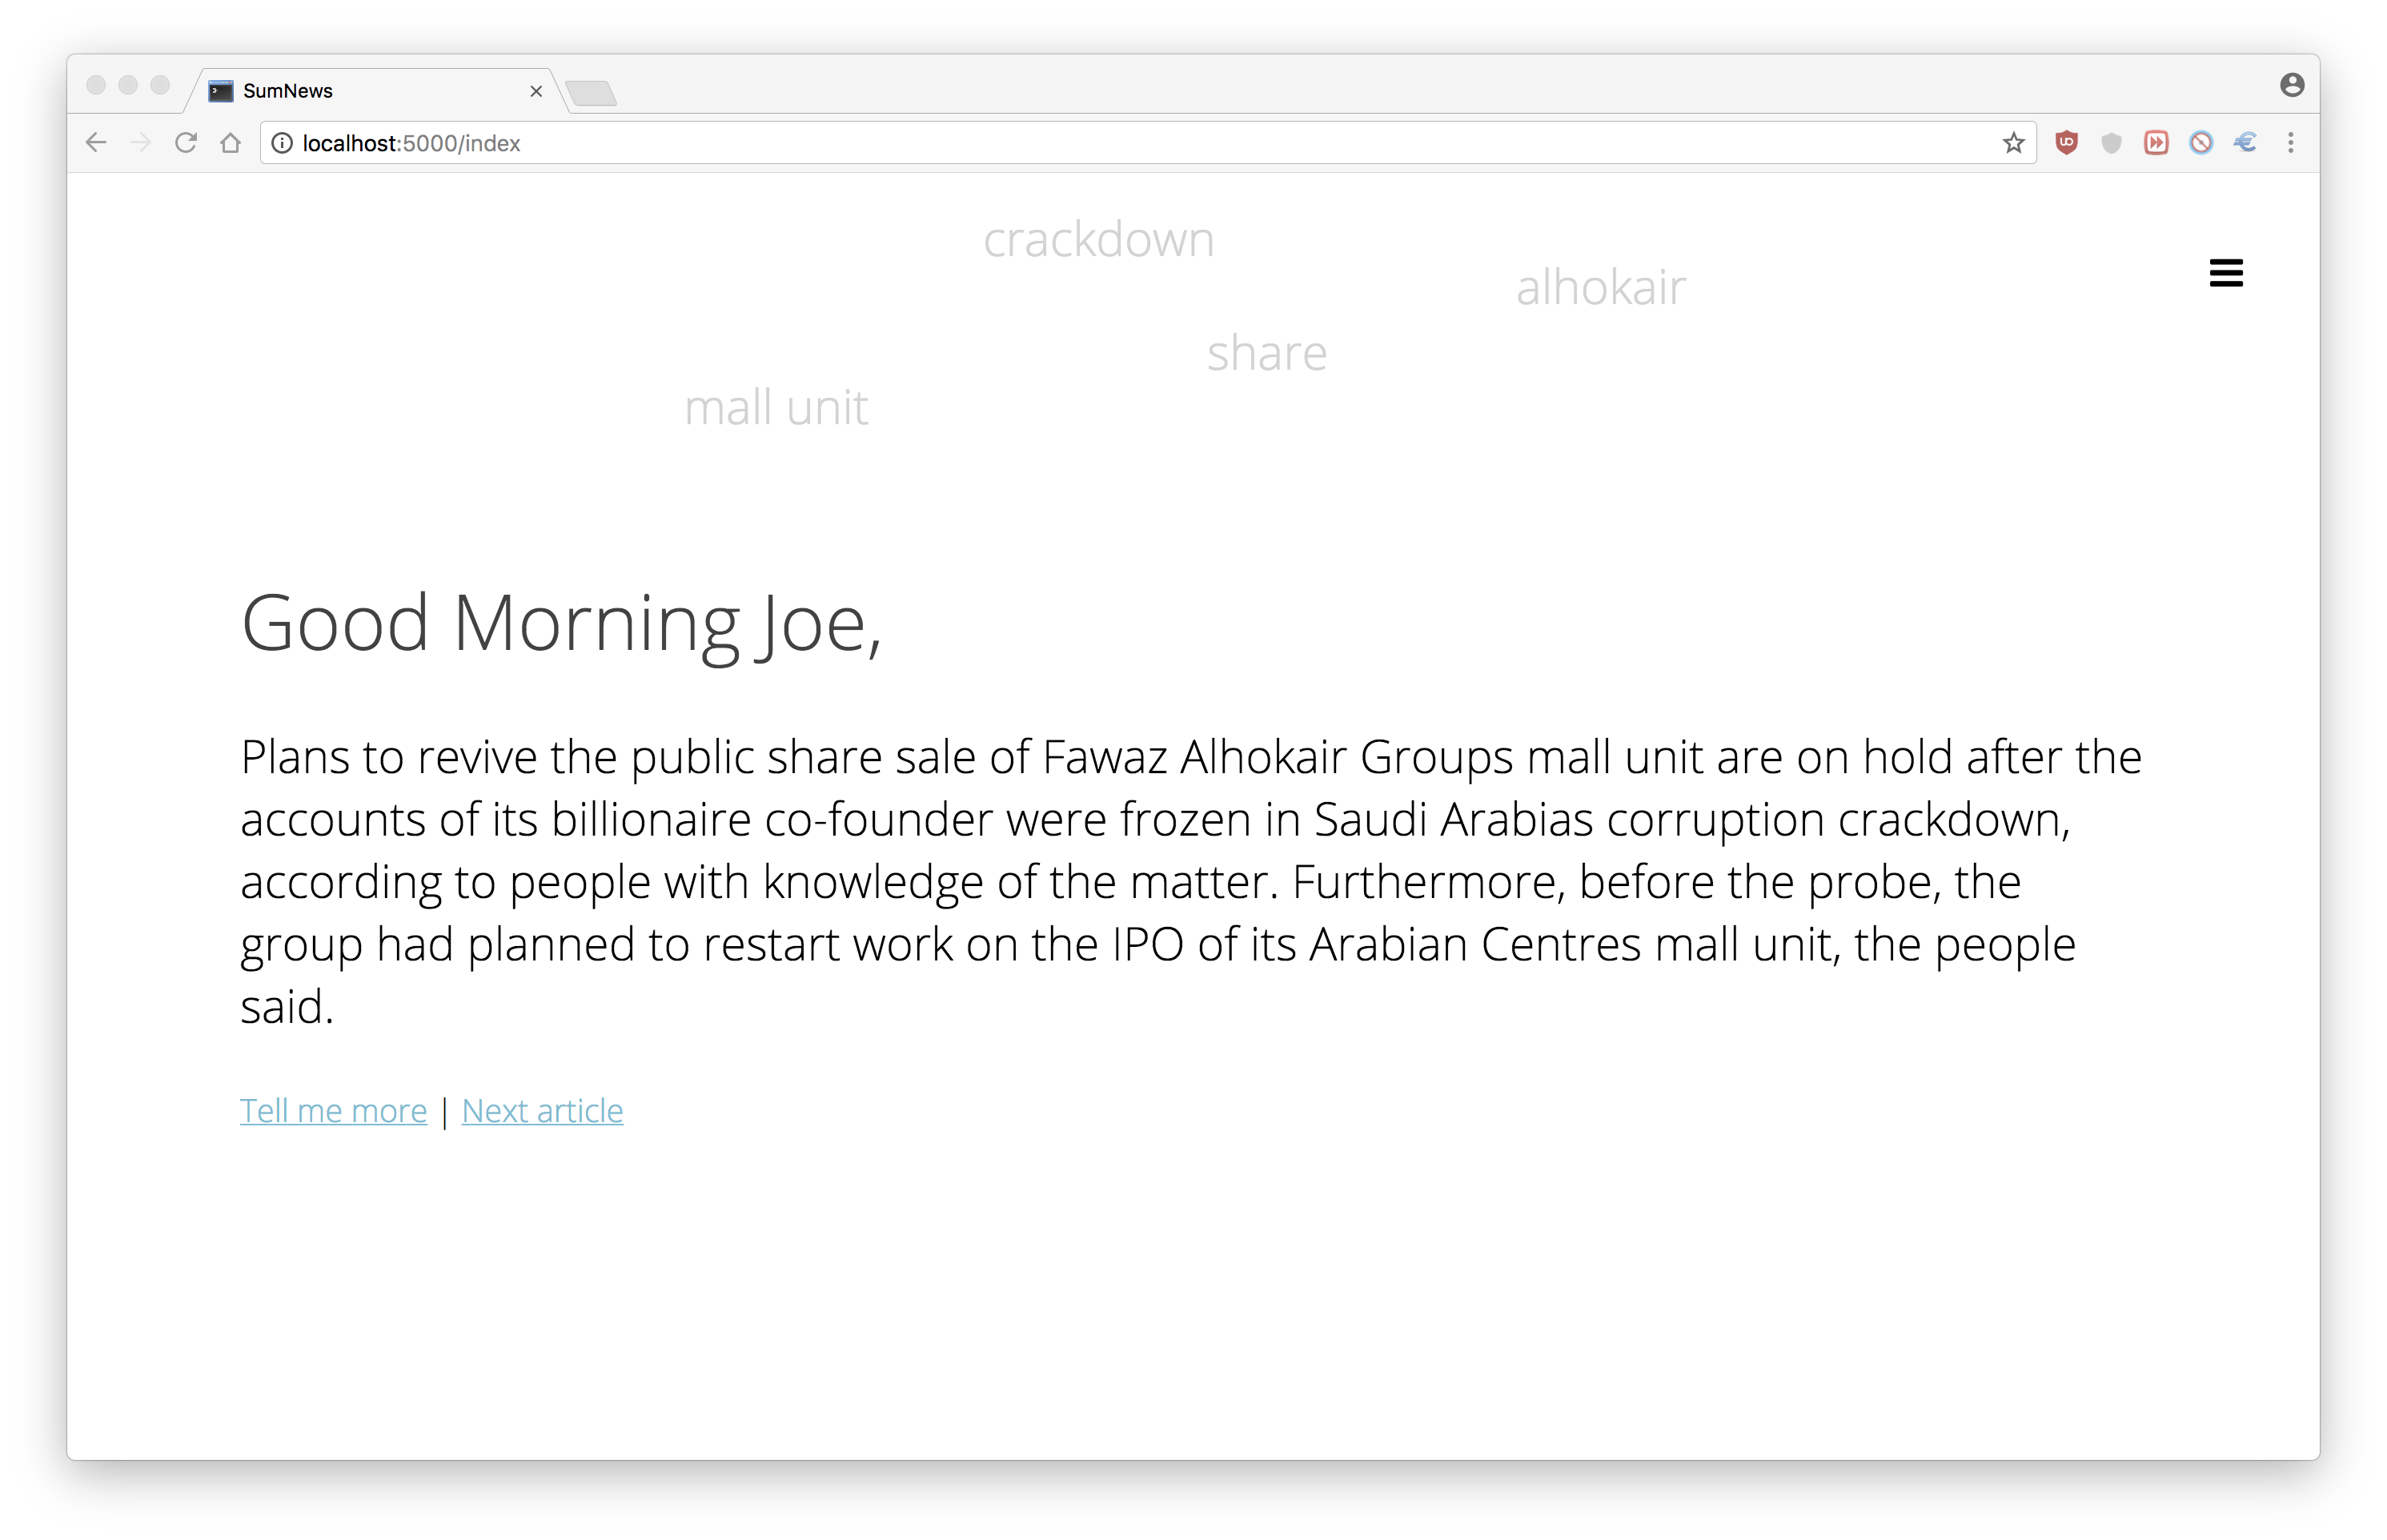 SumNews
localhost:5000/index
crackdown
alhokair
share
mall unit
Good Morning Joe,
Plans to revive the public share sale of Fawaz Alhokair Groups mall unit are on hold after the
accounts of its billionaire co-founder were frozen in Saudi Arabias corruption crackdown,
according to people with knowledge of the matter. Furthermore, before the probe, the
group had planned to restart work on the IPO of its Arabian Centres mall unit, the people
said.
Tell me more | Next article